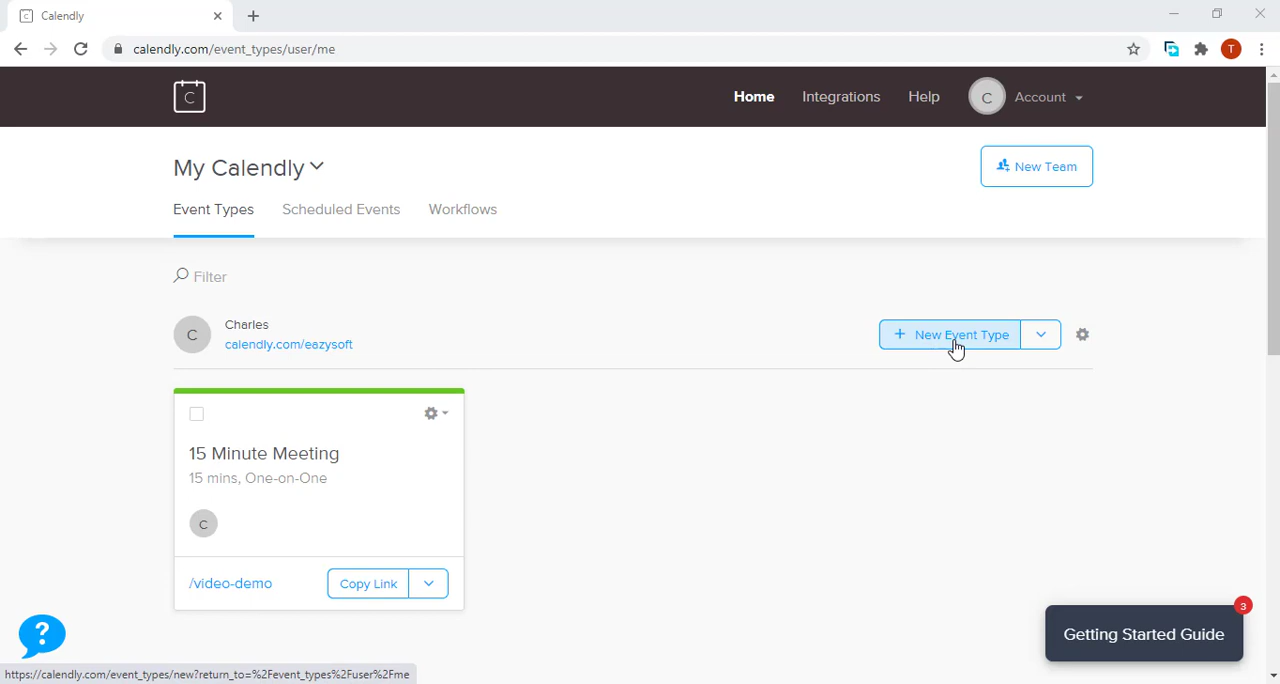 C Calendly
calendly.com/event_types/user/me
T
C
Home Integrations Help C Account
My Calendly
New Team
Event Types Scheduled Events Workflows
Filter
C
Charles
calendly.com/eazysoft
+ New Event Type
15 Minute Meeting
15 mins, One-on-One
C
/video-demo Copy Link
?
3
Getting Started Guide
https://calendly.com/event_types/new?return_to=%2Fevent_types%2Fuser%2Fme